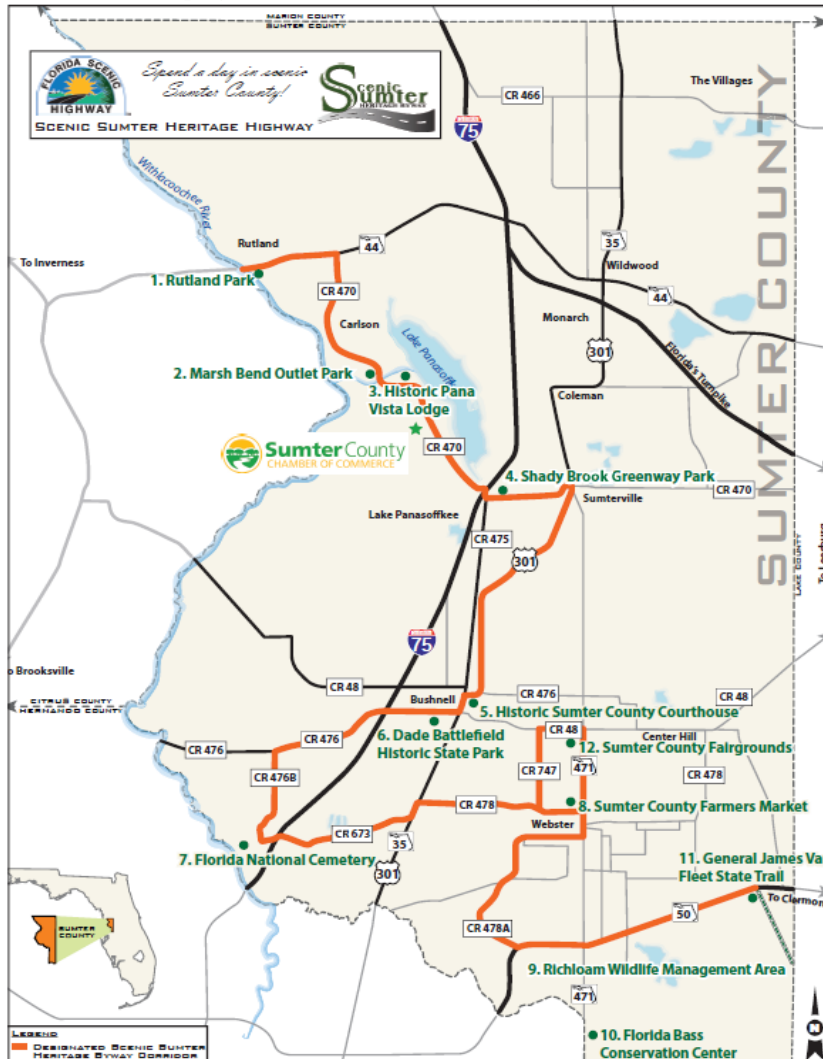 MARION COUNTY
SUMTER COUNTY
FLORIDA SCENIC
HIGHWAY
Spend a day in scenic
Sumter County!
Scenic
Sumter
HERITAGE BYWAY
SCENIC SUMTER HERITAGE HIGHWAY
CR 466
The Villages
75
SUMTER COUNTY
Withlacoochee River
Rutland
44
35
To Inverness
1. Rutland Park
Wildwood
CR 470
44
Carlson
Lake Panasoffk
Monarch
301
Florida's Turnpike
2. Marsh Bend Outlet Park
3. Historic Pana
Vista Lodge
Coleman
Sumter County
CHAMBER OF COMMERCE
CR 470
4. Shady Brook Greenway Park
CR 470
Sumterville
Lake Panasoffkee
CR 475
301
LAKE COUNTY
To Leesburg
75
o Brooksville
CR 48
CITRUS COUNTY
HERNANDO COUNTY
Bushnell
CR 476
CR 48
5. Historic Sumter County Courthouse
CR 476
CR 476
6. Dade Battlefield
Historic State Park
CR 48
Center Hill
12. Sumter County Fairgrounds
CR 476B
CR 747
471
CR 478
CR 478
8. Sumter County Farmers Market
CR 673
Webster
35
7. Florida National Cemetery
301
11. General James Va
Fleet State Trail
To Clermon
CR 478A
50
SUMTER
COUNTY
9. Richloam Wildlife Management Area
471
N
LEGEND
DESIGNATED SCENIC SUMTER
HERITAGE BYWAY CORRIDOR
10. Florida Bass
Conservation Center